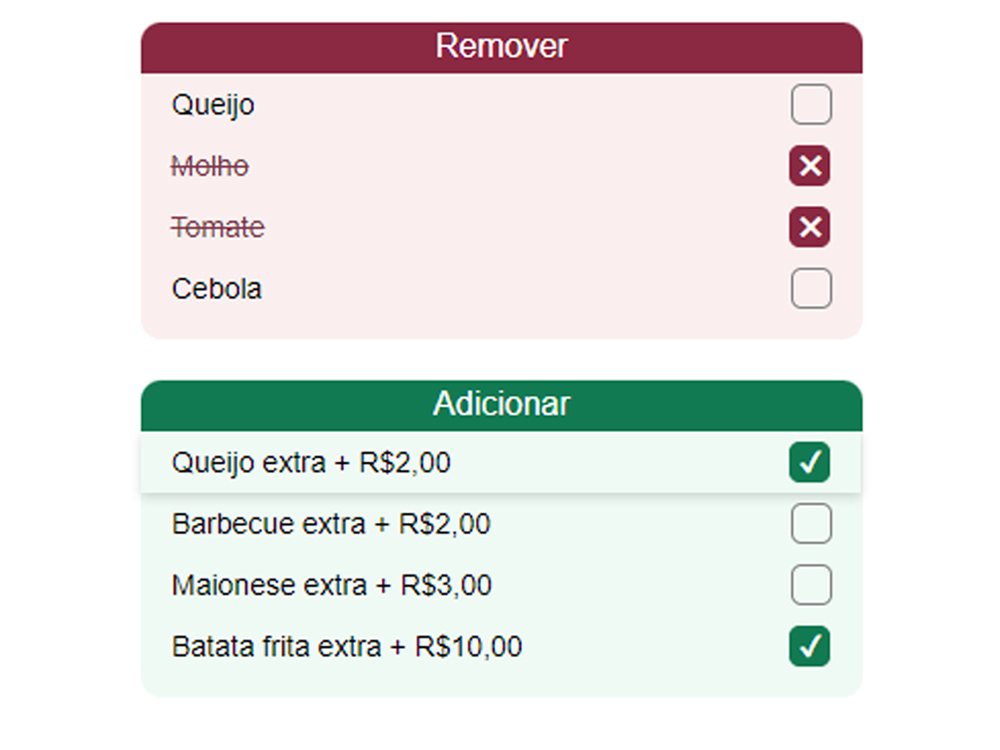 Remover
Queijo
Molho
Tomate
Cebola
Adicionar
Queijo extra + R$2,00
Barbecue extra + R$2,00
Maionese extra + R$3,00
Batata frita extra + R$10,00